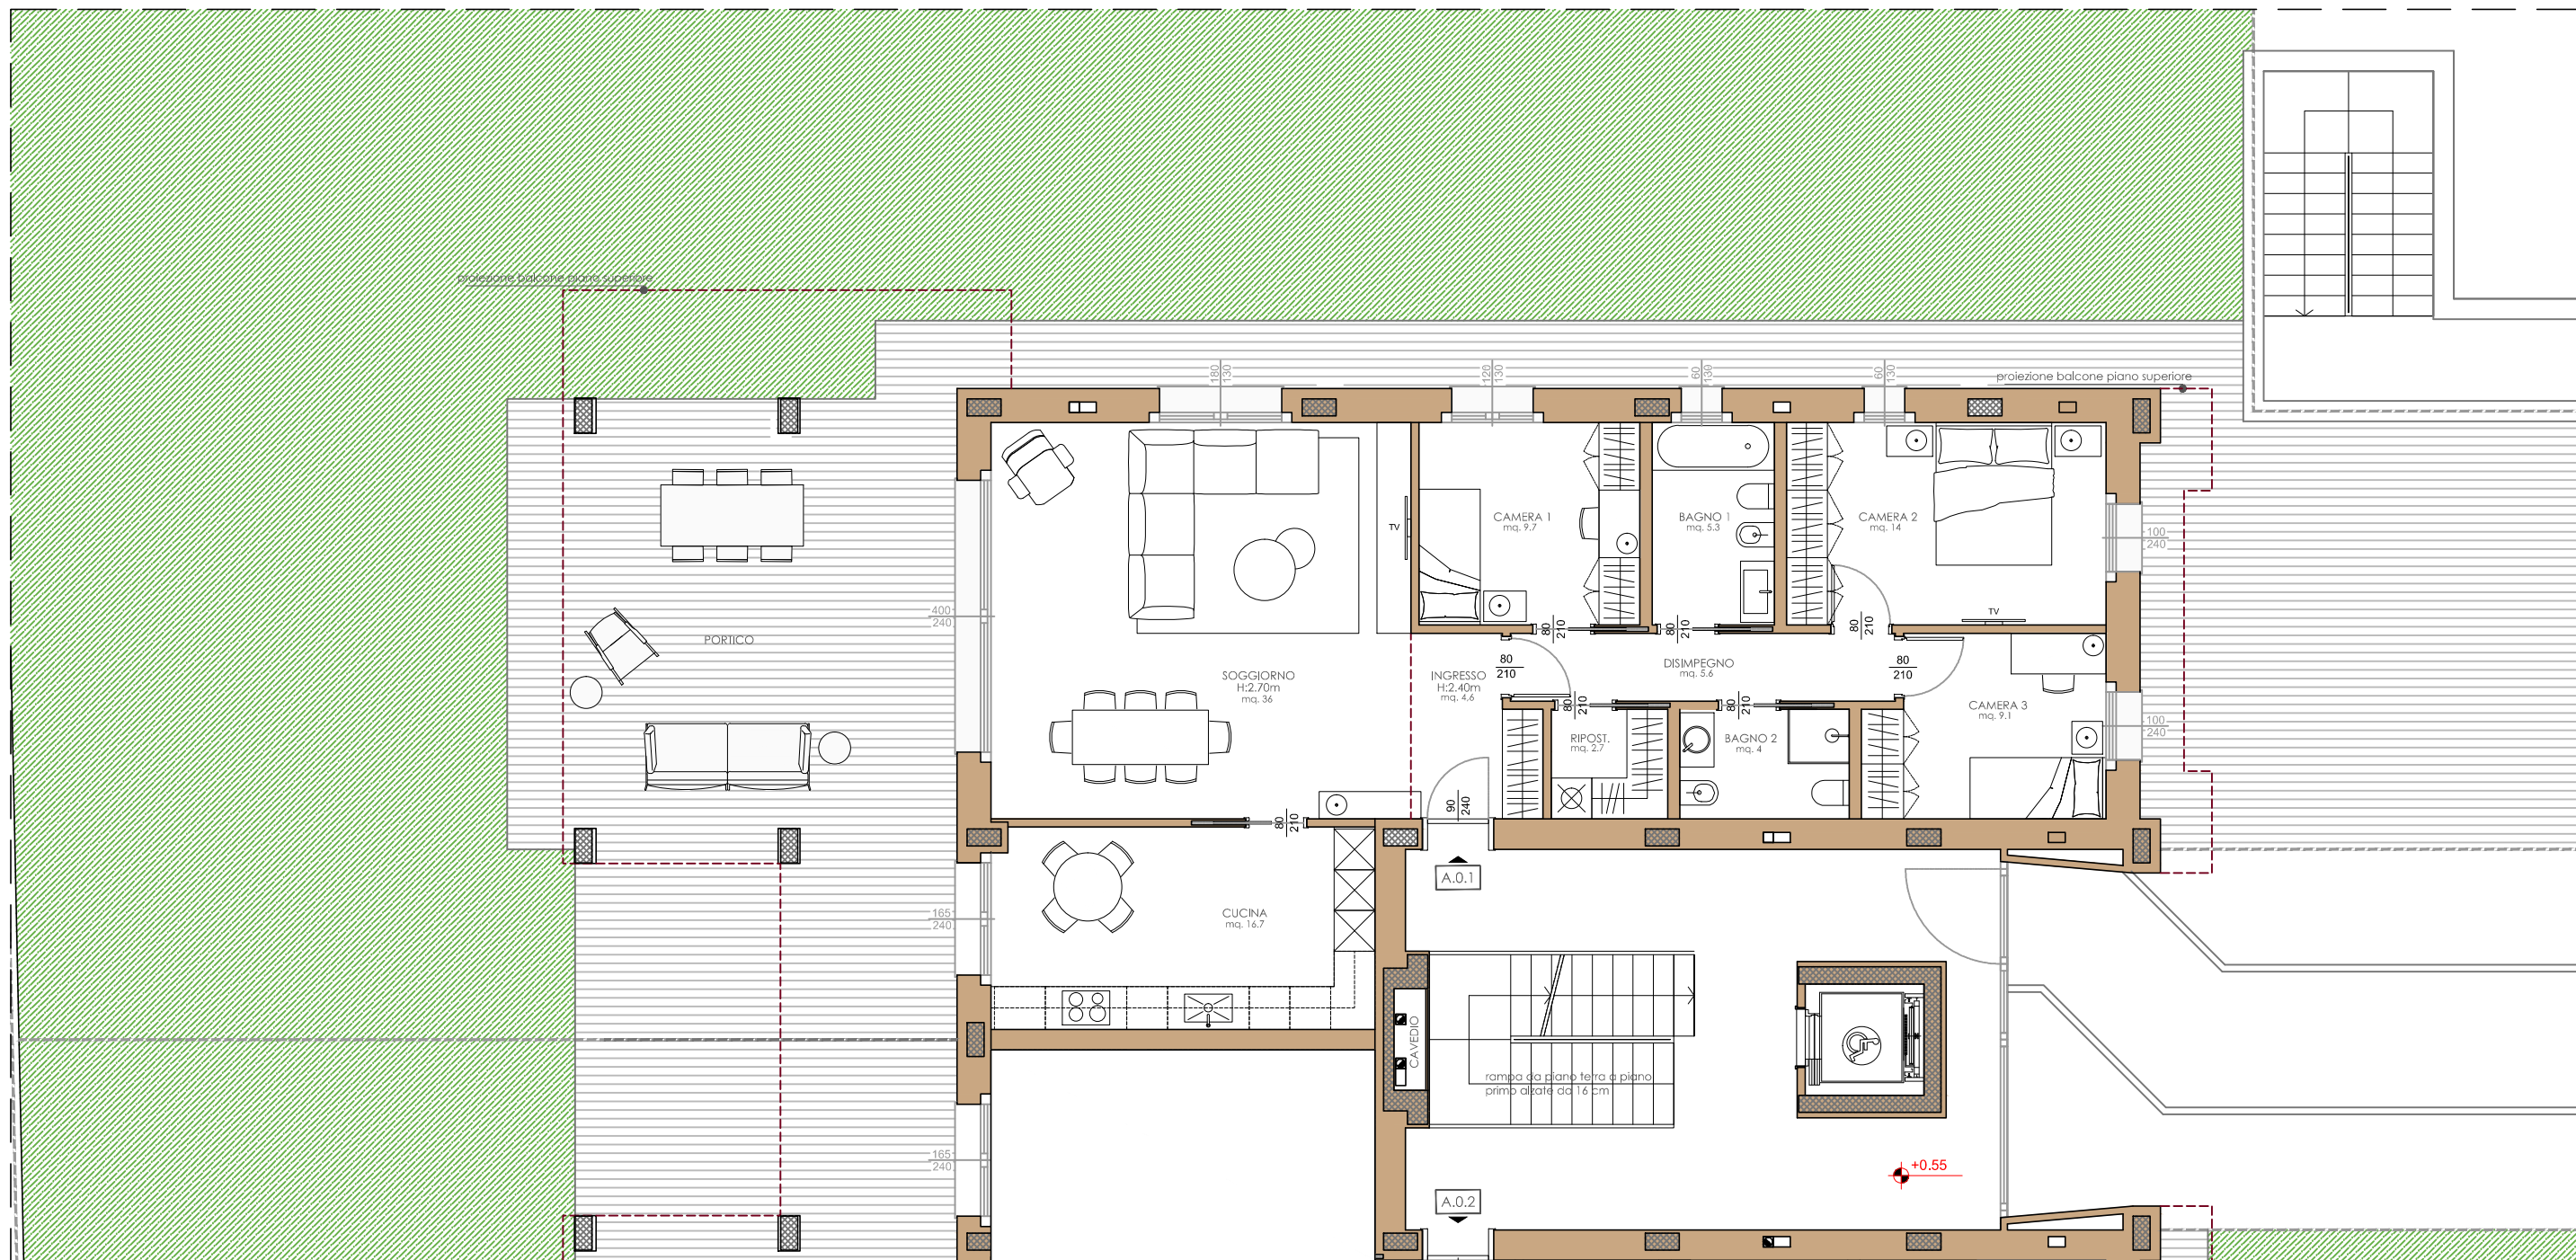 proiezione balcone piano superiore
180
130
120
130
60
130
60
130
proiezione balcone piano superiore
TV
CAMERA 1
mq. 9.7
BAGNO 1
mq. 5.3
CAMERA 2
mq. 14
100
240
400
240
PORTICO
TV
80
210
80
210
80
210
SOGGIORNO
H:2.70m
mq. 36
INGRESSO
H:2.40m
mq. 4.6
80
210
DISIMPEGNO
mq. 5.6
80
210
80
210
80
210
CAMERA 3
mq. 9.1
100
240
RIPOST.
mq. 2.7
BAGNO 2
mq. 4
90
240
80
210
A.0.1
165
240
CUCINA
mq. 16.7
CAVEDIO
rampa da piano terra a piano
primo alzate da 16 cm
165
240
+0.55
A.0.2